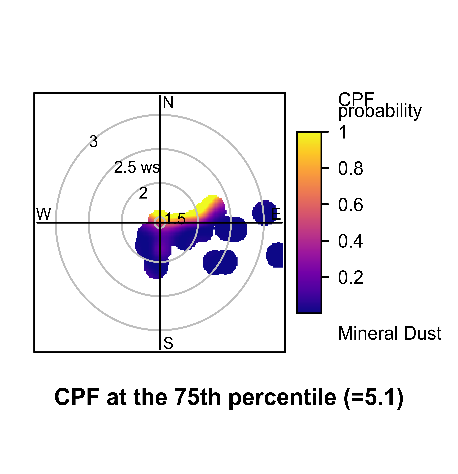 CPF
probability
N
3
1
2.5 ws
0.8
2
0.6
W
1.5
E
0.4
0.2
S
Mineral Dust
CPF at the 75th percentile (=5.1)